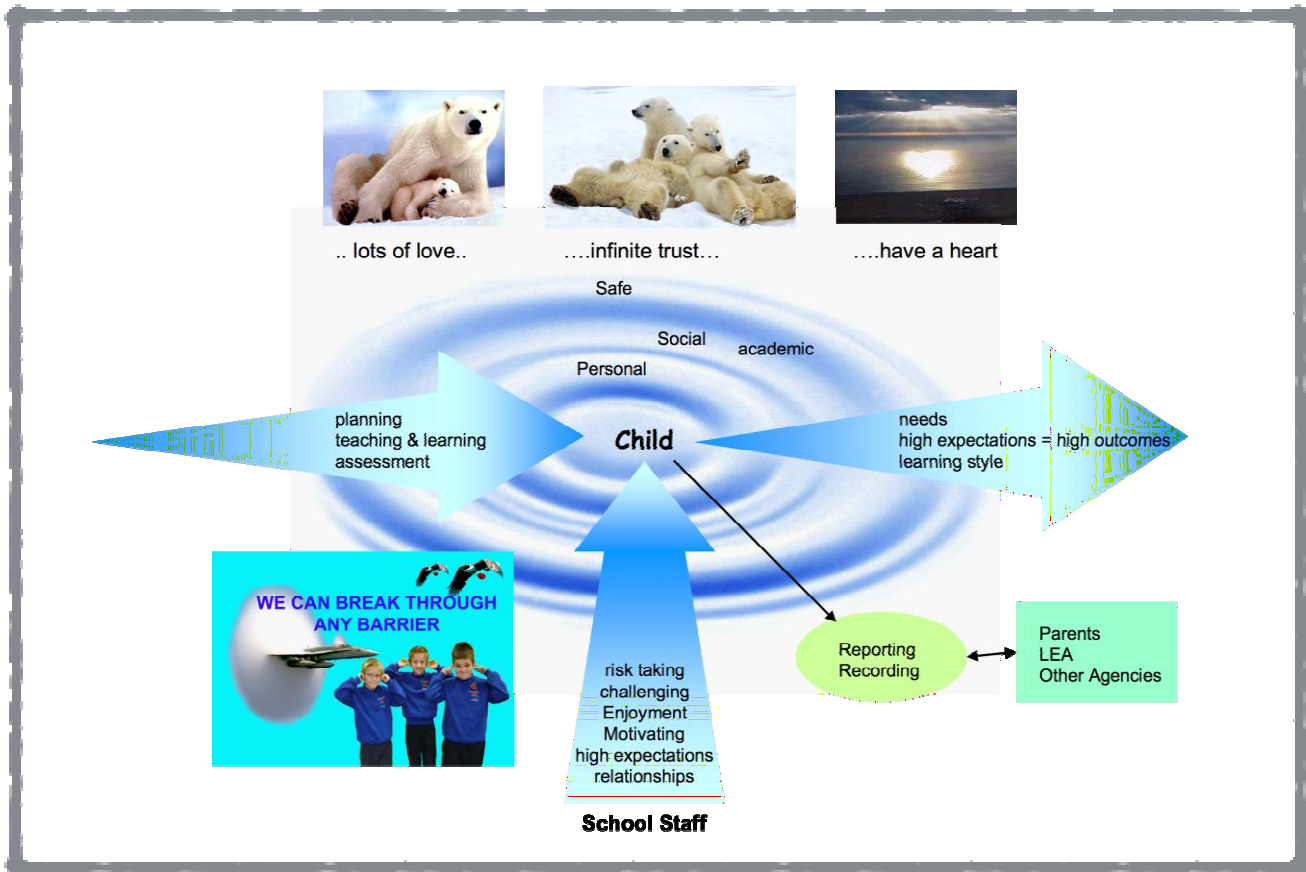 .. lots of love..
….infinite trust…
….have a heart
Safe
Social
academic
Personal
planning
teaching & learning
assessment
Child
needs
high expectations = high outcomes
learning style
WE CAN BREAK THROUGH
ANY BARRIER
risk taking
challenging
Enjoyment
Motivating
high expectations
relationships
School Staff
Reporting
Recording
Parents
LEA
Other Agencies